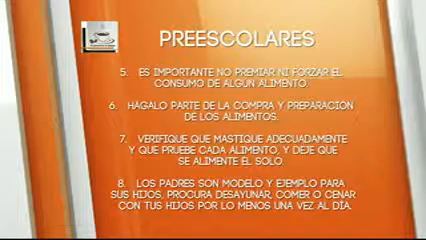 PREESCOLARES
5. ES IMPORTANTE NO PREMIAR NI FORZAR EL
CONSUMO DE ALGÚN ALIMENTO.
6. HÁGALO PARTE DE LA COMPRA Y PREPARACIÓN
DE LOS ALIMENTOS.
7. VERIFIQUE QUE MASTIQUE ADECUADAMENTE
Y QUE PRUEBE CADA ALIMENTO, Y DEJE QUE
SE ALIMENTE EL SOLO.
8. LOS PADRES SON MODELO Y EJEMPLO PARA
SUS HIJOS, PROCURA DESAYUNAR, COMER O CENAR
CON TUS HIJOS POR LO MENOS UNA VEZ AL DÍA.